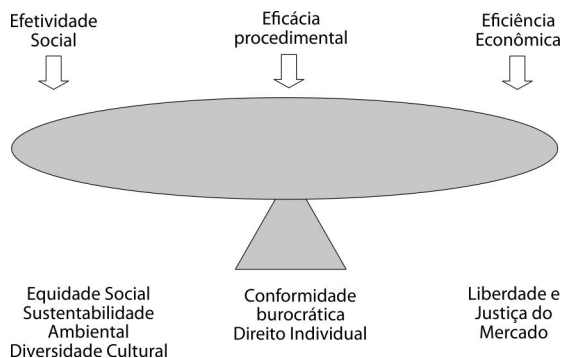 Efetividade
Social
Eficácia
procedimental
Eficiência
Econômica
Equidade Social
Sustentabilidade
Ambiental
Diversidade Cultural
Conformidade
burocrática
Direito Individual
Liberdade e
Justiça do
Mercado